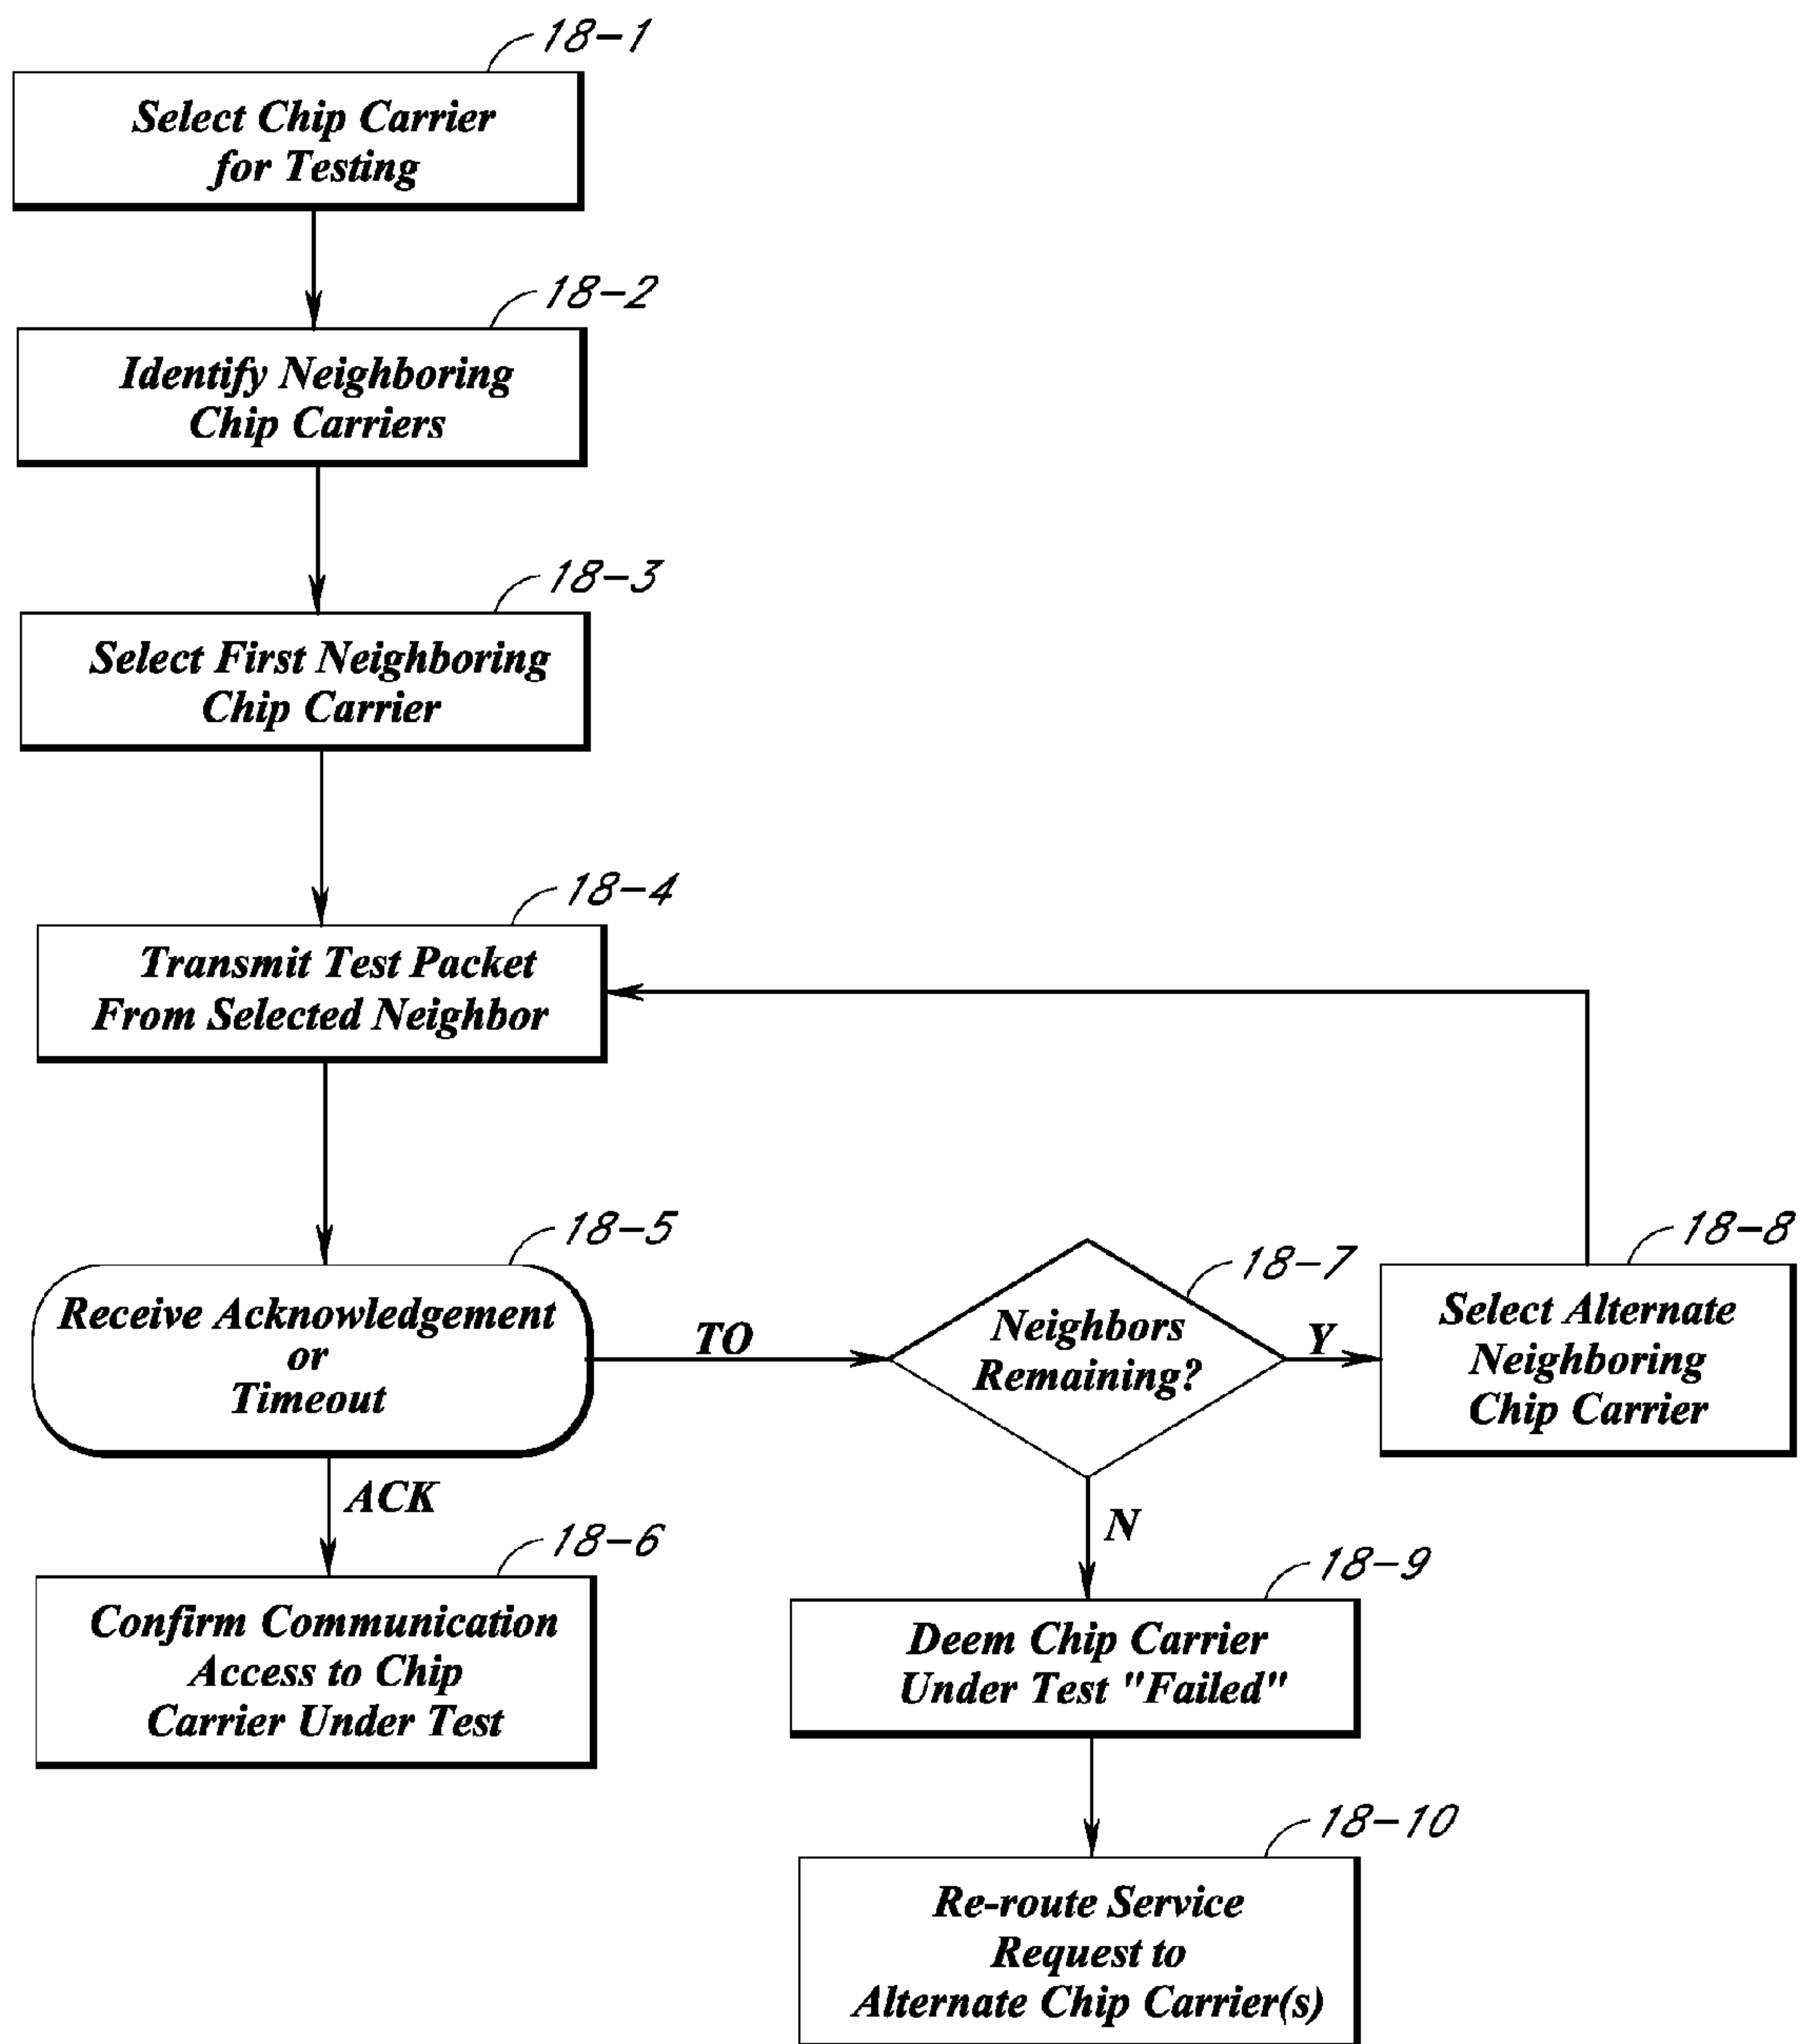 18-1
Select Chip Carrier
for Testing
18-2
Identify Neighboring
Chip Carriers
18-3
Select First Neighboring
Chip Carrier
18-4
Transmit Test Packet
From Selected Neighbor
18-5
Receive Acknowledgement
or
Timeout
TO
18-7
Neighbors
Remaining?
Y
18-8
Select Alternate
Neighboring
Chip Carrier
ACK
18-6
Confirm Communication
Access to Chip
Carrier Under Test
N
18-9
Deem Chip Carrier
Under Test "Failed"
18-10
Re-route Service
Request to
Alternate Chip Carrier(s)